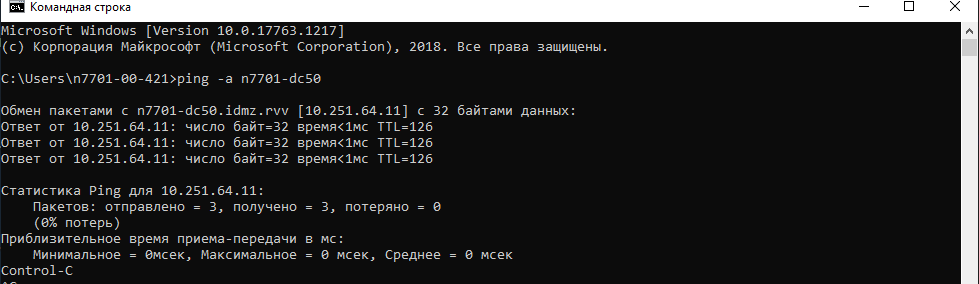 Командная строка
Microsoft Windows [Version 10.0.17763.1217]
(c) Корпорация Майкрософт (Microsoft Corporation), 2018. Все права защищены.
C:\Users\n7701-00-421>ping -a n7701-dc50
Обмен пакетами с n7701-dc50.idmz.rvv [10.251.64.11] с 32 байтами данных:
Ответ от 10.251.64.11: число байт=32 время<1мс TTL=126
Ответ от 10.251.64.11: число байт=32 время<1мс TTL=126
Ответ от 10.251.64.11: число байт=32 время<1мс TTL=126
Статистика Ping для 10.251.64.11:
Пакетов: отправлено = 3, получено = 3, потеряно = 0
(0% потерь)
Приблизительное время приема-передачи в мс:
Минимальное = 0мсек, Максимальное = 0 мсек, Среднее = 0 мсек
Control-C